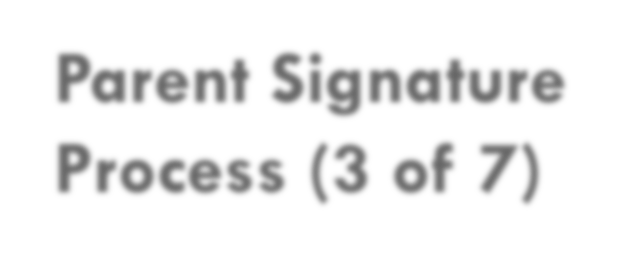 Parent Signature
Process (3 of 7)